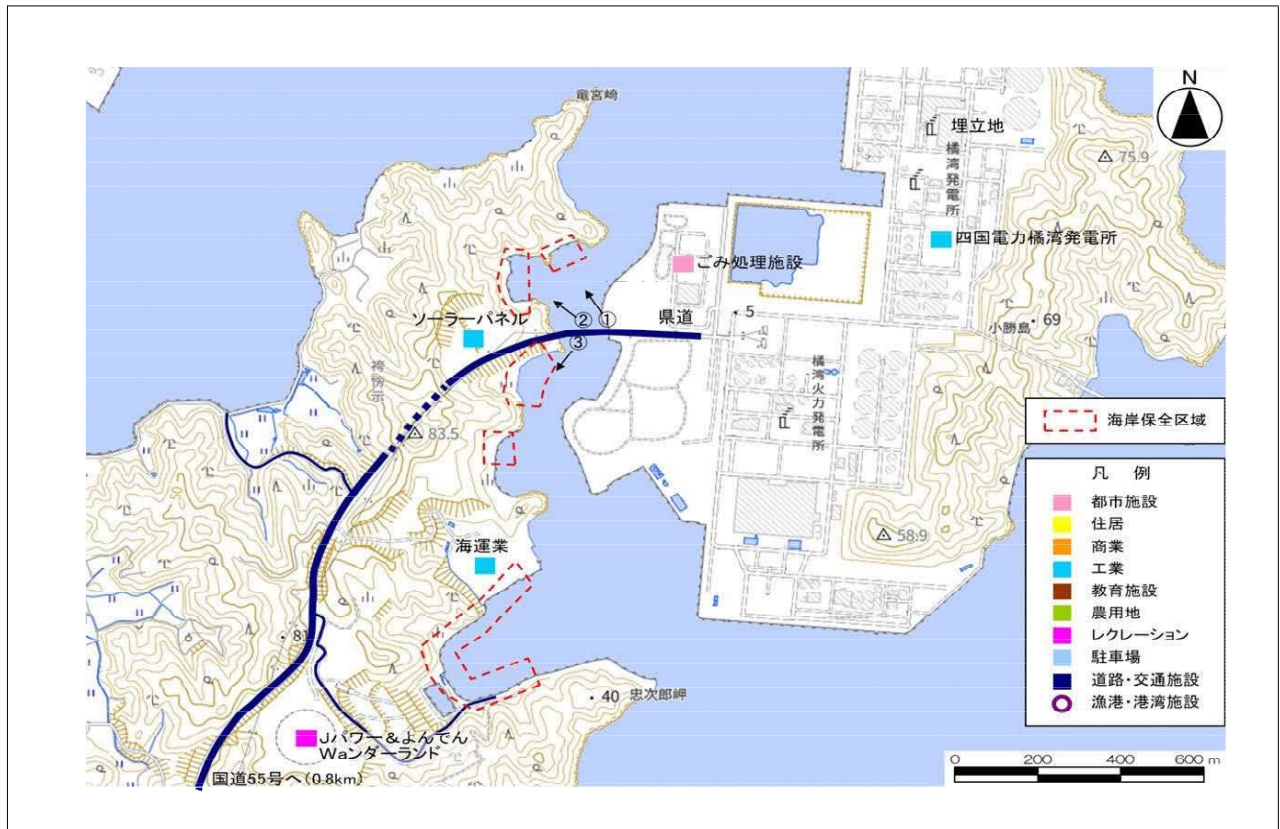 竜宮崎
N
埋立地
橘湾発電所
75.9
四国電力橘湾発電所
ごみ処理施設
② ①
県道
5
ソーラーパネル
③
小勝島
69
袴傍示
橘湾火力発電所
83.5
海岸保全区域
凡 例
都市施設
住居
商業
工業
教育施設
農用地
レクレーション
駐車場
道路・交通施設
漁港・港湾施設
58.9
海運業
81
忠次郎岬
40
Jパワー&よんでん
Waンダーランド
国道55号へ(0.8km)
0 200 400 600 m